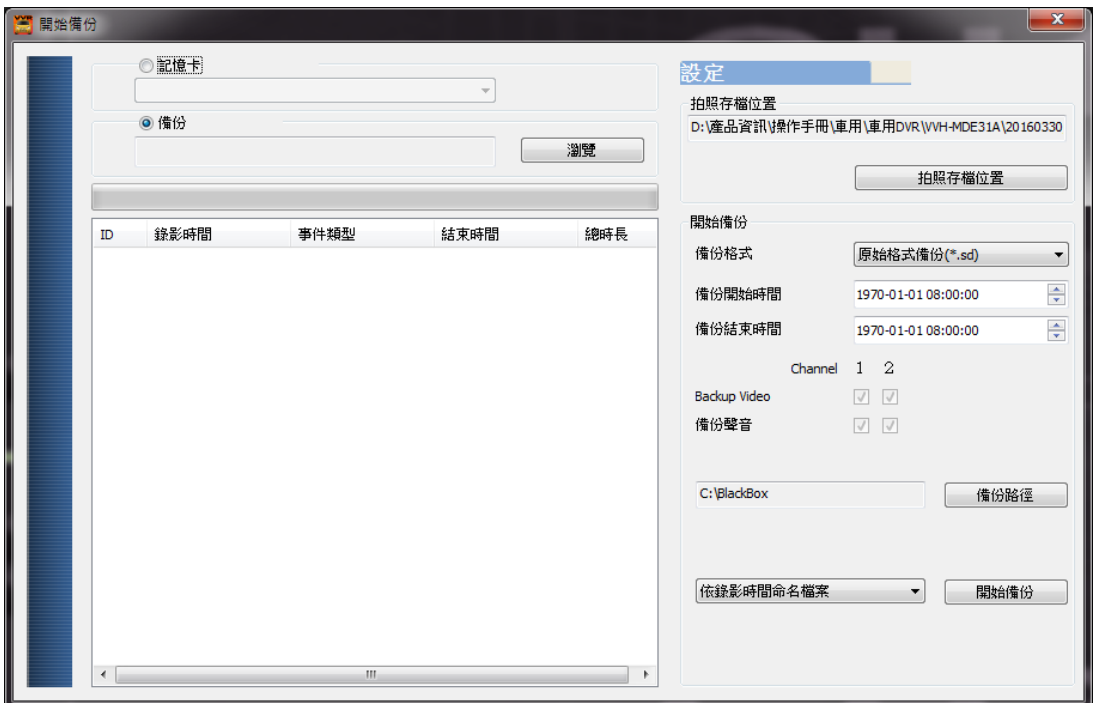 開始備份
記憶卡
備份
瀏覽
ID 錄影時間 事件類型 結束時間 總時長
設定
拍照存檔位置
D:\產品資訊\操作手冊\車用\車用DVR\VVH-MDE31A\20160330
拍照存檔位置
開始備份
備份格式 原始格式備份(*.sd)
備份開始時間 1970-01-01 08:00:00
備份結束時間 1970-01-01 08:00:00
Channel 1 2
Backup Video
備份聲音
C:\BlackBox 備份路徑
依錄影時間命名檔案 開始備份